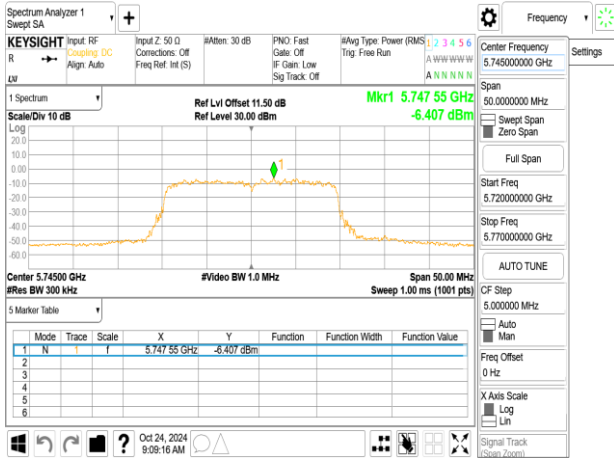 Spectrum Analyzer 1
Swept SA
Frequency
Settings
KEYSIGHT
R
LXI
Input: RF
Coupling: DC
Align: Auto
Input Z: 50 Ω
Corrections: Off
Freq Ref: Int (S)
#Atten: 30 dB
PNO: Fast
Gate: Off
IF Gain: Low
Sig Track: Off
#Avg Type: Power (RMS
Trig: Free Run
1 2 3 4 5 6
A W W W W W
A N N N N N
1 Spectrum
Scale/Div 10 dB
Ref Lvl Offset 11.50 dB
Ref Level 30.00 dBm
Mkr1 5.747 55 GHz
-6.407 dBm
Log
20.0
10.0
0.00
-10.0
-20.0
-30.0
-40.0
-50.0
-60.0
1
Center 5.74500 GHz
#Video BW 1.0 MHz
Span 50.00 MHz
#Res BW 300 kHz
Sweep 1.00 ms (1001 pts)
5 Marker Table
Mode Trace Scale X Y Function Function Width Function Value
1 N 1 f 5.747 55 GHz -6.407 dBm
2
3
4
5
6
Oct 24, 2024
9:09:16 AM
Center Frequency
5.745000000 GHz
Span
50.0000000 MHz
Swept Span
Zero Span
Full Span
Start Freq
5.720000000 GHz
Stop Freq
5.770000000 GHz
AUTO TUNE
CF Step
5.000000 MHz
Auto
Man
Freq Offset
0 Hz
X Axis Scale
Log
Lin
Signal Track
(Span Zoom)